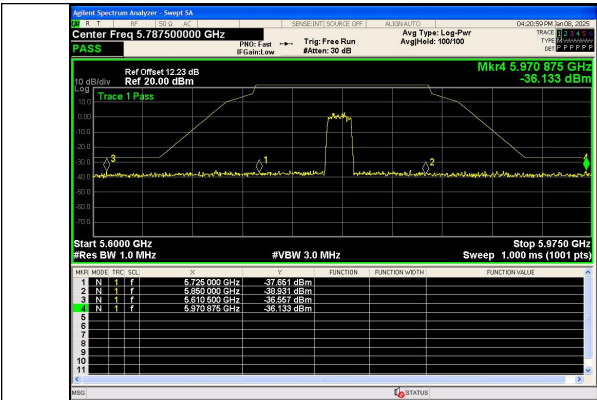 Agilent Spectrum Analyzer - Swept SA
R T RF 50 Ω AC SENSE:INT SOURCE OFF ALIGN AUTO 04:20:59 PM Jan 08, 2025
Center Freq 5.787500000 GHz
PNO: Fast Trig: Free Run Avg Type: Log-Pwr TRACE 1 2 3 4 5 6
PASS IFGain:Low #Atten: 30 dB Avg|Hold: 100/100 TYPE
DET P P P P P P
Ref Offset 12.23 dB Mkr4 5.970 875 GHz
10 dB/div Ref 20.00 dBm -36.133 dBm
Log
Trace 1 Pass
10.0
0.00
-10.0
-20.0
-30.0
-40.0
-50.0
-60.0
-70.0
3
1
2
4
Start 5.6000 GHz Stop 5.9750 GHz
#Res BW 1.0 MHz #VBW 3.0 MHz Sweep 1.000 ms (1001 pts)
MKR MODE TRC SCL X Y FUNCTION FUNCTION WIDTH FUNCTION VALUE
1 N 1 f 5.725 000 GHz -37.651 dBm
2 N 1 f 5.850 000 GHz -38.931 dBm
3 N 1 f 5.610 500 GHz -36.557 dBm
4 N 1 f 5.970 875 GHz -36.133 dBm
5
6
7
8
9
10
11
MSG STATUS